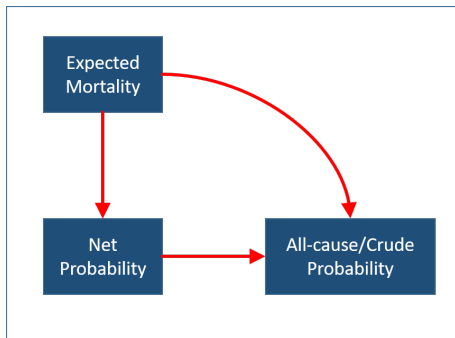 Expected
Mortality
Net
Probability
All-cause/Crude
Probability